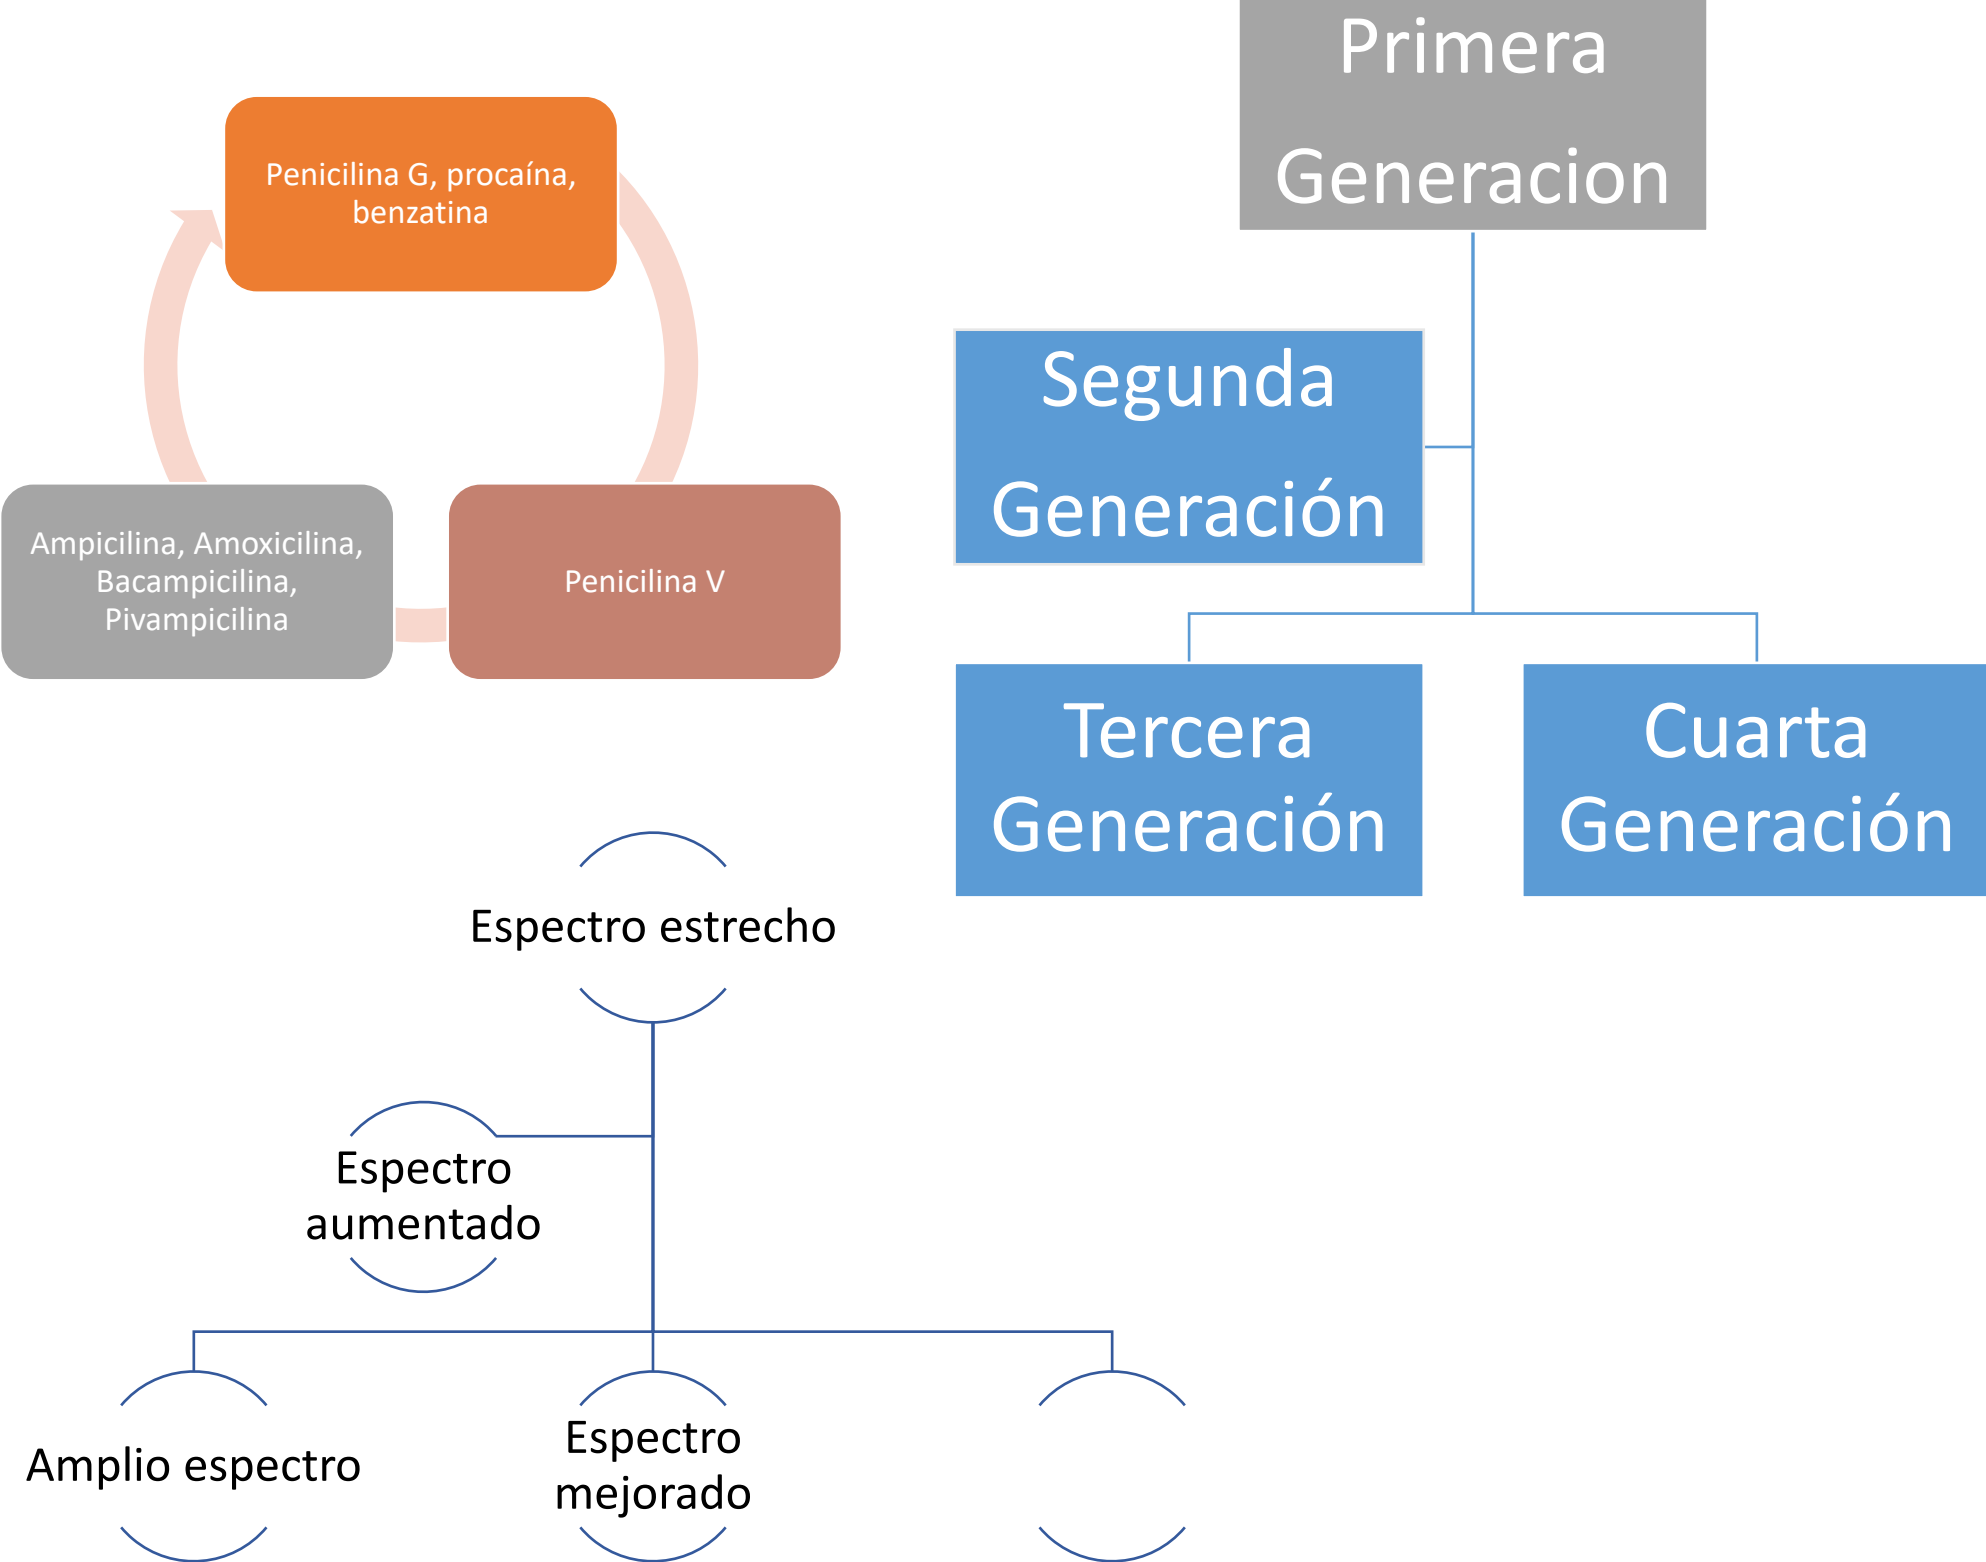 Penicilina G, procaína,
benzatina
Ampicilina, Amoxicilina,
Bacampicilina,
Pivampicilina
Penicilina V
Primera
Generacion
Segunda
Generación
Tercera
Generación
Cuarta
Generación
Espectro estrecho
Espectro
aumentado
Amplio espectro
Espectro
mejorado